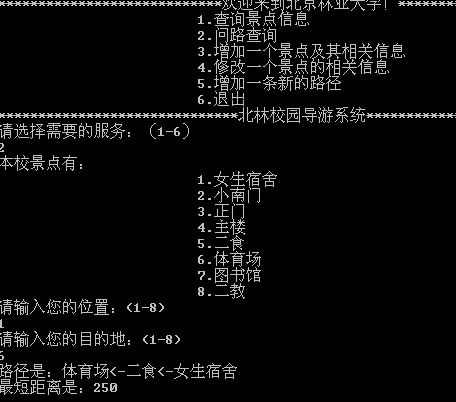 ******************欢迎来到北京林业大学!******************
1.查询景点信息
2.问路查询
3.增加一个景点及其相关信息
4.修改一个景点的相关信息
5.增加一条新的路径
6.退出
******************北林校园导游系统******************
请选择需要的服务:(1-6)
2
本校景点有:
1.女生宿舍
2.小南门
3.正门
4.主楼
5.二食
6.体育场
7.图书馆
8.二教
请输入您的位置:(1-8)
1
请输入您的目的地:(1-8)
6
路径是:体育场<-二食<-女生宿舍
最短距离是:250